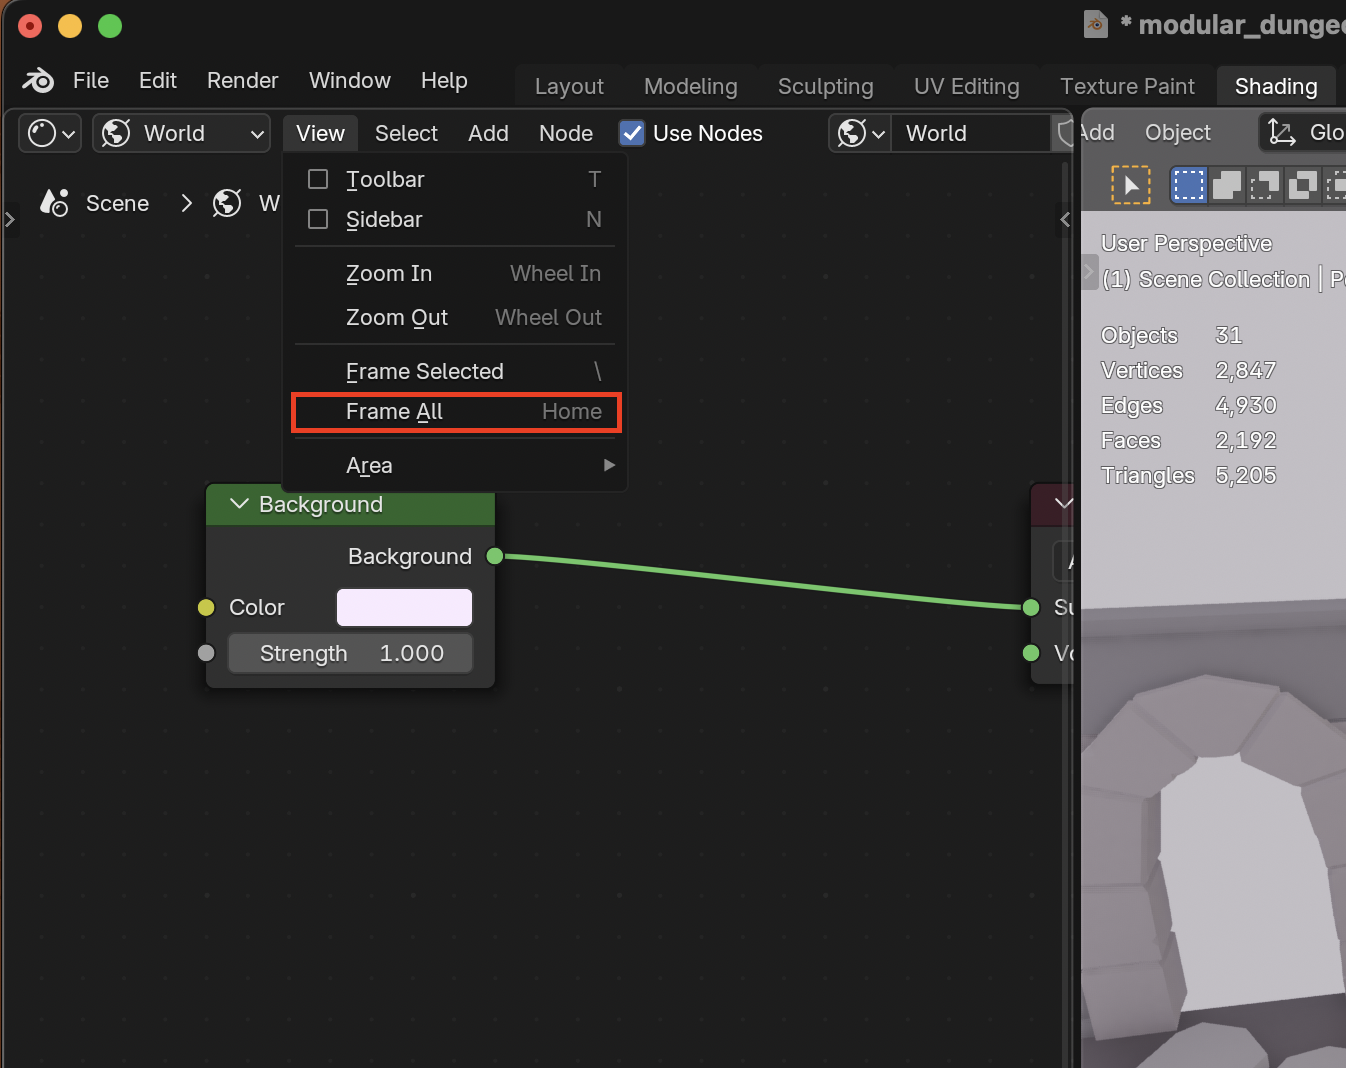 * modular_dunge
File Edit Render Window Help Layout Modeling Sculpting UV Editing Texture Paint Shading
World View Select Add Node Use Nodes World
Add Object Glo
Scene > W
Toolbar T
Sidebar N
Zoom In Wheel In
Zoom Out Wheel Out
Frame Selected \
Frame All Home
Area
Background
Background
Color
Strength 1.000
A
Su
Vo
User Perspective
(1) Scene Collection | Po
Objects 31
Vertices 2,847
Edges 4,930
Faces 2,192
Triangles 5,205